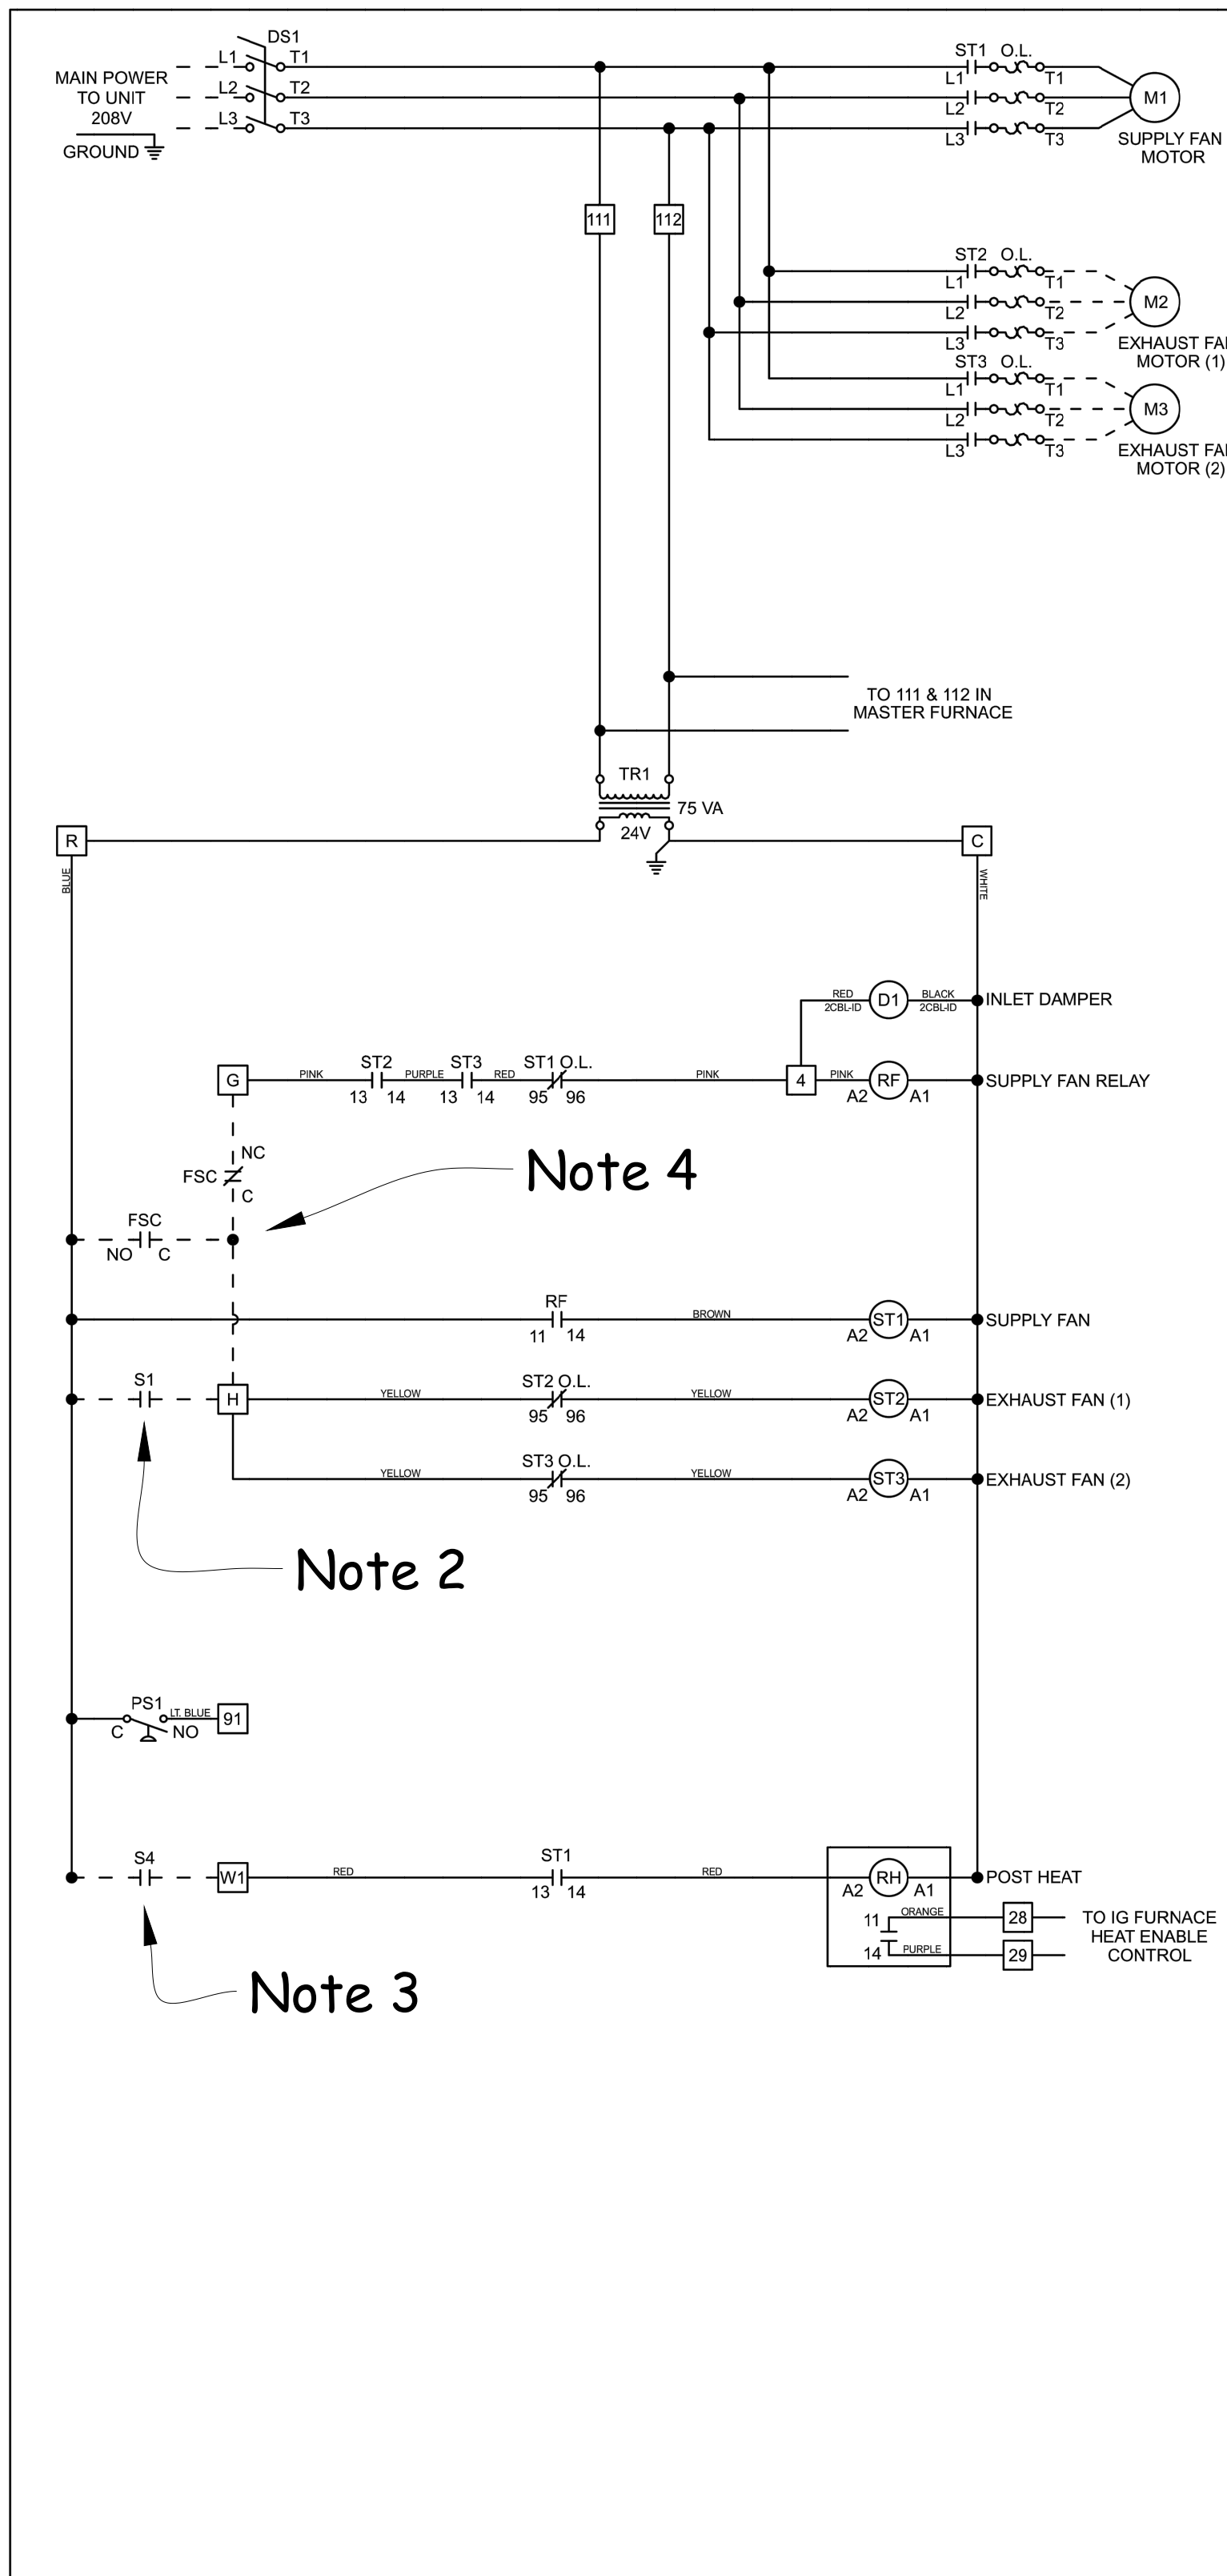 DS1
L1 T1
L2 T2
L3 T3
MAIN POWER
TO UNIT
208V
GROUND
ST1 O.L.
L1 T1
L2 T2
L3 T3
M1
SUPPLY FAN
MOTOR
111
112
ST2 O.L.
L1 T1
L2 T2
L3 T3
M2
EXHAUST FA
MOTOR (1)
ST3 O.L.
L1 T1
L2 T2
L3 T3
M3
EXHAUST FA
MOTOR (2)
TO 111 & 112 IN
MASTER FURNACE
TR1
75 VA
24V
R
C
BLUE
WHITE
RED
2CBL-ID
D1
BLACK
2CBL-ID
INLET DAMPER
G
PINK
ST2
13 14
PURPLE
ST3
13 14
RED
ST1 O.L.
95 96
PINK
4
PINK
A2 RF A1
SUPPLY FAN RELAY
NC
FSC
C
Note 4
FSC
NO C
RF
11 14
BROWN
A2 ST1 A1
SUPPLY FAN
S1
H
YELLOW
ST2 O.L.
95 96
YELLOW
A2 ST2 A1
EXHAUST FAN (1)
YELLOW
ST3 O.L.
95 96
YELLOW
A2 ST3 A1
EXHAUST FAN (2)
Note 2
PS1
C NO
LT. BLUE
91
S4
W1
RED
ST1
13 14
RED
A2 RH A1
POST HEAT
11 ORANGE
28
14 PURPLE
29
TO IG FURNACE
HEAT ENABLE
CONTROL
Note 3